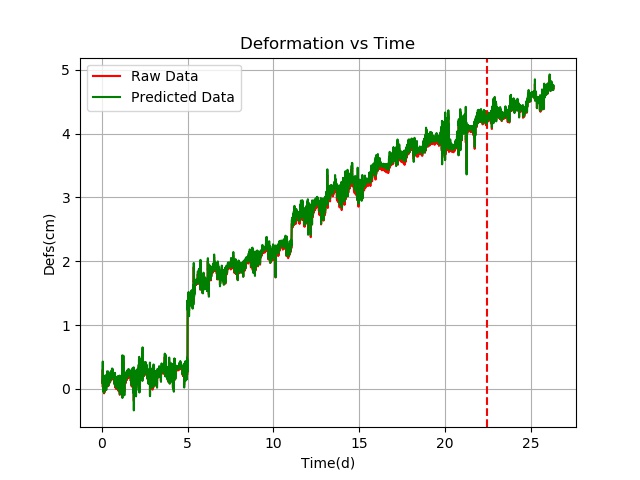 Deformation vs Time
Raw Data
Predicted Data
5
4
3
2
1
0
Defs(cm)
0 5 10 15 20 25
Time(d)